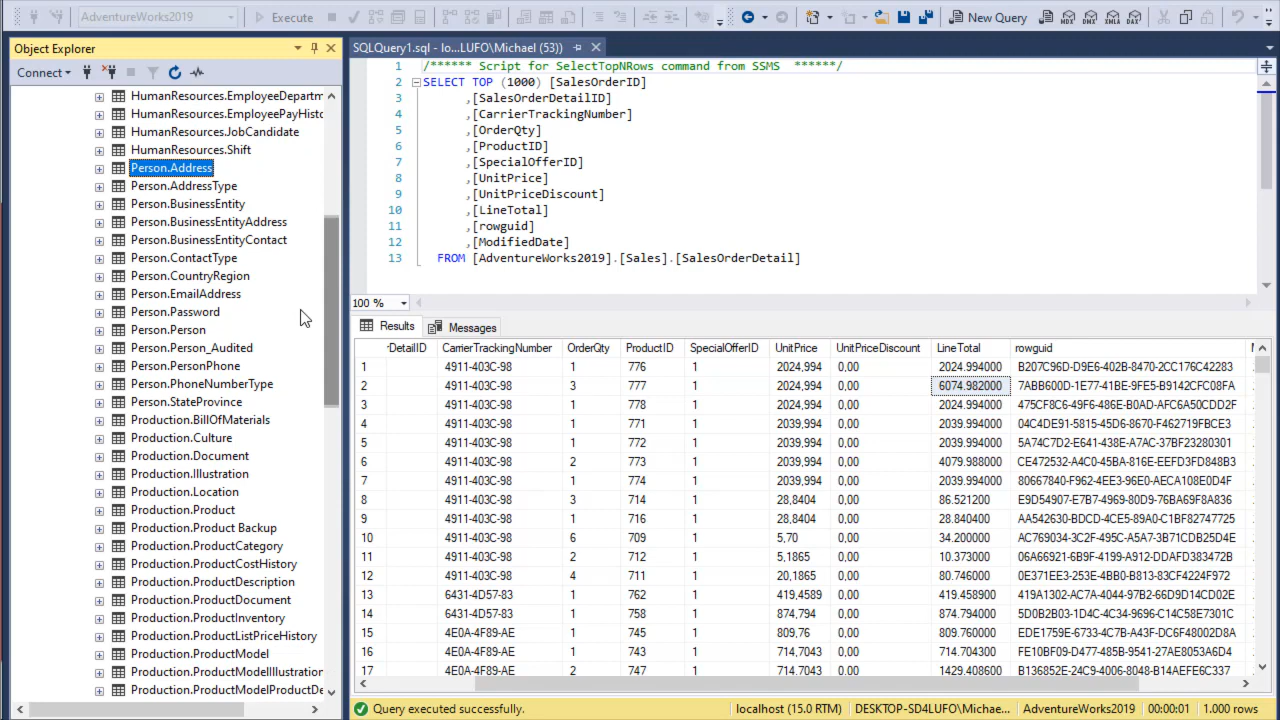 AdventureWorks2019
Execute
New Query
Object Explorer
Connect
HumanResources.EmployeeDepartm
HumanResources.EmployeePayHisto
HumanResources.JobCandidate
HumanResources.Shift
Person.Address
Person.AddressType
Person.BusinessEntity
Person.BusinessEntityAddress
Person.BusinessEntityContact
Person.ContactType
Person.CountryRegion
Person.EmailAddress
Person.Password
Person.Person
Person.Person_Audited
Person.PersonPhone
Person.PhoneNumberType
Person.StateProvince
Production.BillOfMaterials
Production.Culture
Production.Document
Production.Illustration
Production.Location
Production.Product
Production.Product Backup
Production.ProductCategory
Production.ProductCostHistory
Production.ProductDescription
Production.ProductDocument
Production.ProductInventory
Production.ProductListPriceHistory
Production.ProductModel
Production.ProductModelIllustration
Production.ProductModelProductDe
SQLQuery1.sql - lo...LUFO\Michael (53))
1 /****** Script for SelectTopNRows command from SSMS ******/
2 SELECT TOP (1000) [SalesOrderID]
3 ,[SalesOrderDetailID]
4 ,[CarrierTrackingNumber]
5 ,[OrderQty]
6 ,[ProductID]
7 ,[SpecialOfferID]
8 ,[UnitPrice]
9 ,[UnitPriceDiscount]
10 ,[LineTotal]
11 ,[rowguid]
12 ,[ModifiedDate]
13 FROM [AdventureWorks2019].[Sales].[SalesOrderDetail]
100 %
Results Messages
rDetailID CarrierTrackingNumber OrderQty ProductID SpecialOfferID UnitPrice UnitPriceDiscount LineTotal rowguid
1 4911-403C-98 1 776 1 2024,994 0,00 2024.994000 B207C96D-D9E6-402B-8470-2CC176C42283
2 4911-403C-98 3 777 1 2024,994 0,00 6074.982000 7ABB600D-1E77-41BE-9FE5-B9142CFC08FA
3 4911-403C-98 1 778 1 2024,994 0,00 2024.994000 475CF8C6-49F6-486E-B0AD-AFC6A50CDD2F
4 4911-403C-98 1 771 1 2039,994 0,00 2039.994000 04C4DE91-5815-45D6-8670-F462719FBCE3
5 4911-403C-98 1 772 1 2039,994 0,00 2039.994000 5A74C7D2-E641-438E-A7AC-37BF23280301
6 4911-403C-98 2 773 1 2039,994 0,00 4079.988000 CE472532-A4C0-45BA-816E-EEFD3FD848B3
7 4911-403C-98 1 774 1 2039,994 0,00 2039.994000 80667840-F962-4EE3-96E0-AECA108E0D4F
8 4911-403C-98 3 714 1 28,8404 0,00 86.521200 E9D54907-E7B7-4969-80D9-76BA69F8A836
9 4911-403C-98 1 716 1 28,8404 0,00 28.840400 AA542630-BDCD-4CE5-89A0-C1BF82747725
10 4911-403C-98 6 709 1 5,70 0,00 34.200000 AC769034-3C2F-495C-A5A7-3B71CDB25D4E
11 4911-403C-98 2 712 1 5,1865 0,00 10.373000 06A66921-6B9F-4199-A912-DDAFD383472B
12 4911-403C-98 4 711 1 20,1865 0,00 80.746000 0E371EE3-253E-4BB0-B813-83CF4224F972
13 6431-4D57-83 1 762 1 419,4589 0,00 419.458900 419A1302-AC7A-4044-97B2-66D9D14CD02E
14 6431-4D57-83 1 758 1 874,794 0,00 874.794000 5D0B2B03-1D4C-4C34-9696-C14C58E7301C
15 4E0A-4F89-AE 1 745 1 809,76 0,00 809.760000 EDE1759E-6733-4C7B-A43F-DC6F48002D8A
16 4E0A-4F89-AE 1 743 1 714,7043 0,00 714.704300 FE10BF09-D477-485B-9541-27AE8053A6D4
17 4E0A-4F89-AE 2 747 1 714,7043 0,00 1429.408600 B136852E-24C9-4006-8048-B14AEFE6C337
Query executed successfully. localhost (15.0 RTM) DESKTOP-SD4LUFO\Michae... AdventureWorks2019 00:00:01 1.000 rows